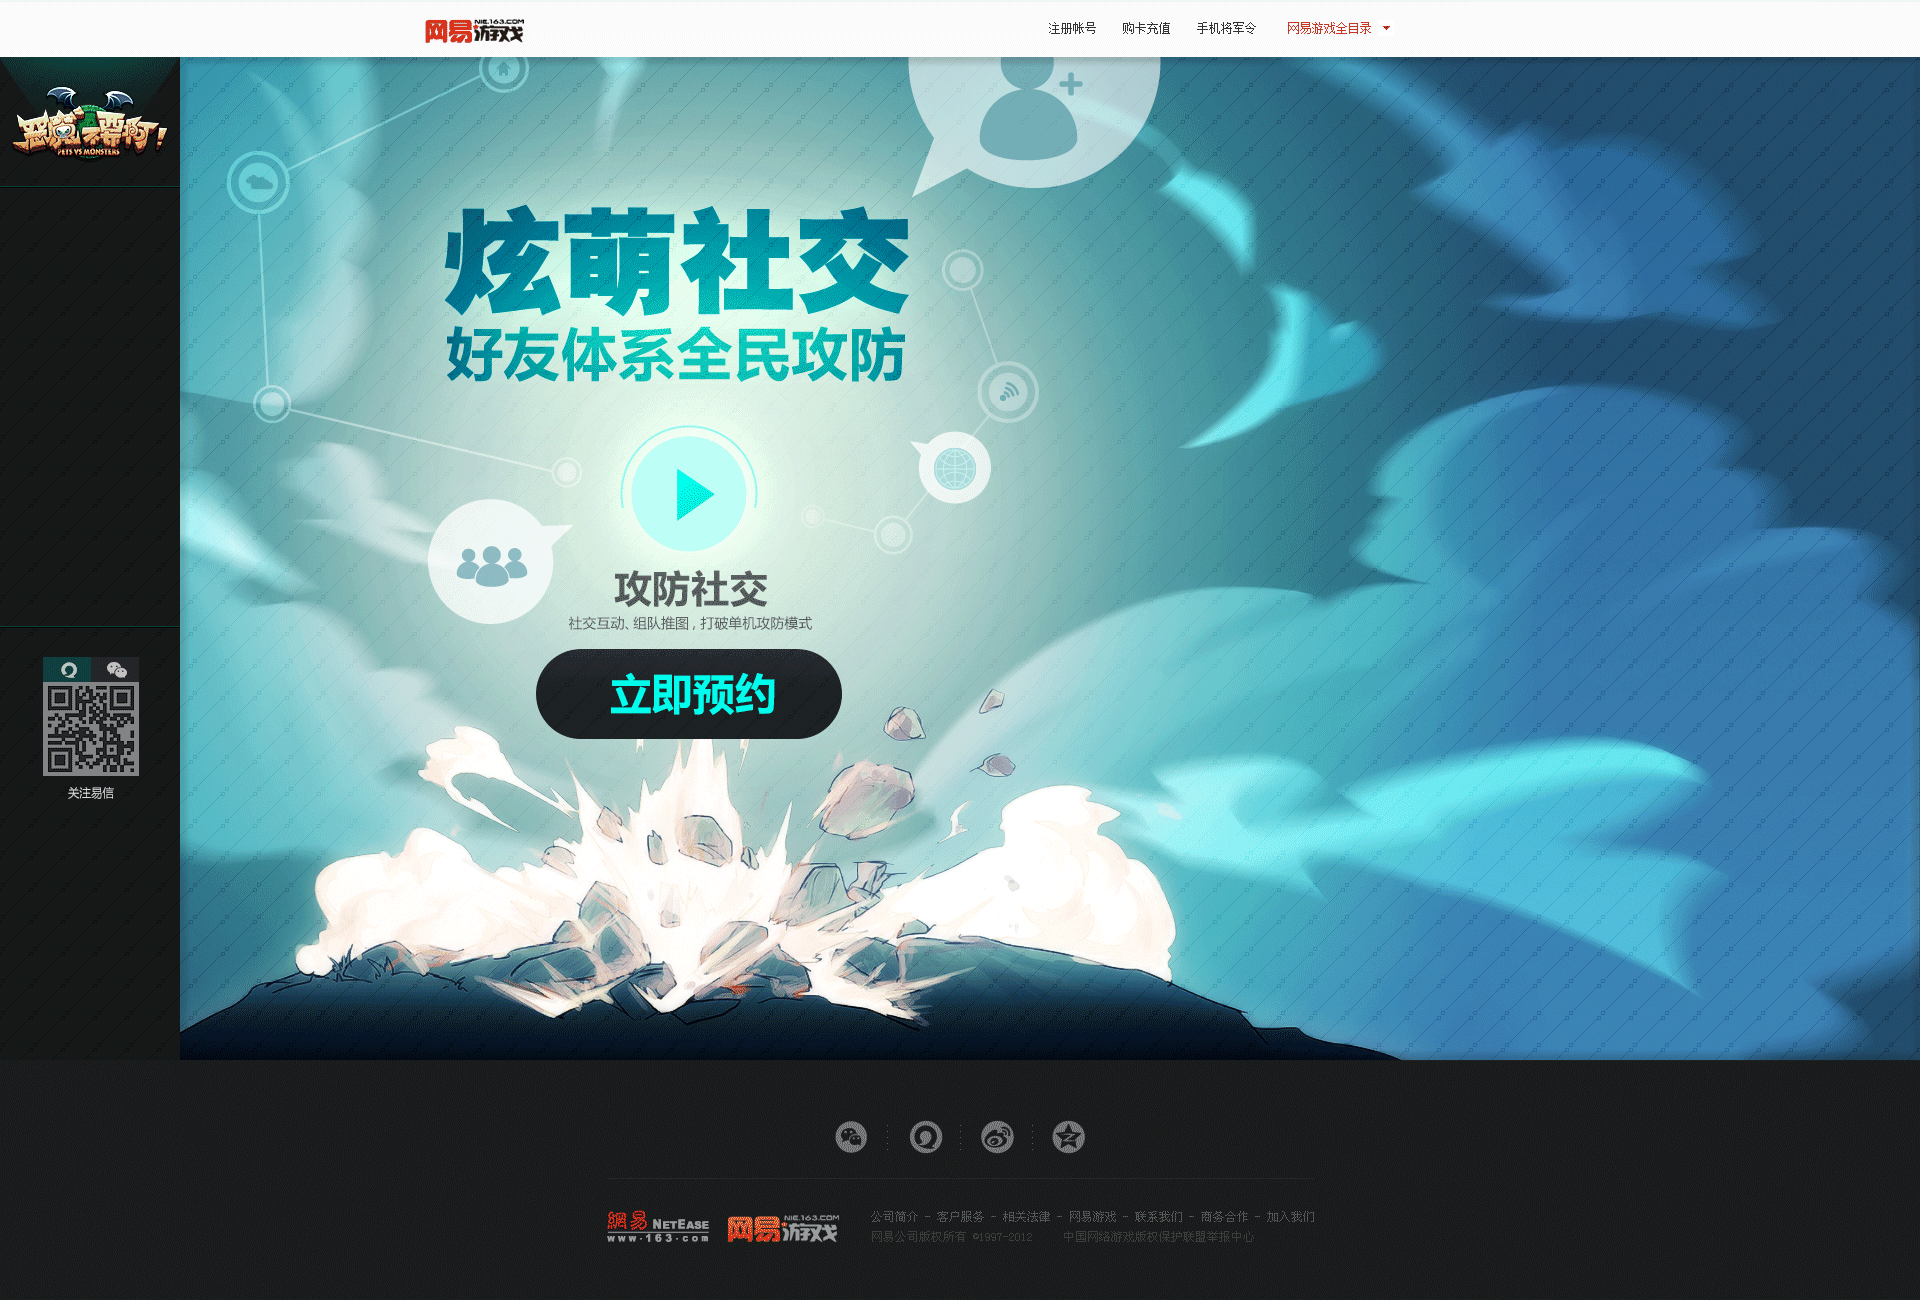 网易游戏 NIE.163.COM
注册帐号 购卡充值 手机将军令 网易游戏全目录
恶魔不要啊!
PETS VS MONSTERS
炫萌社交
好友体系全民攻防
攻防社交
社交互动、组队推图，打破单机攻防模式
立即预约
关注易信
網易 NETEASE
www.163.com
网易游戏 NIE.163.COM
公司简介 - 客户服务 - 相关法律 - 网易游戏 - 联系我们 - 商务合作 - 加入我们
网易公司版权所有 ©1997-2012 中国网络游戏版权保护联盟举报中心